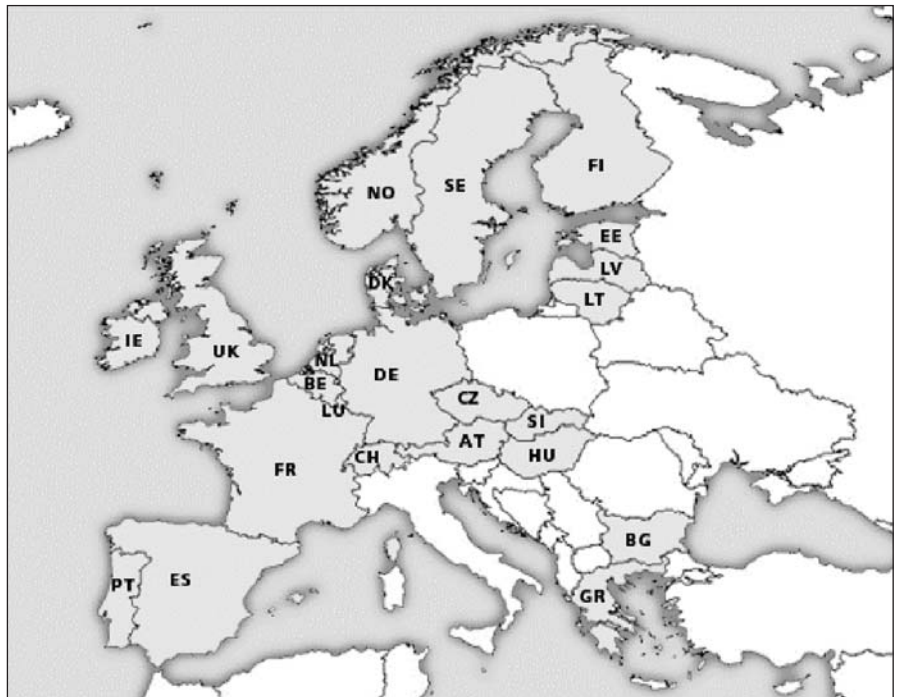 FI
NO
SE
EE
LV
DK
LT
IE
UK
NL
DE
BE
CZ
LU
SI
AT
CH
HU
FR
BG
ES
PT
GR